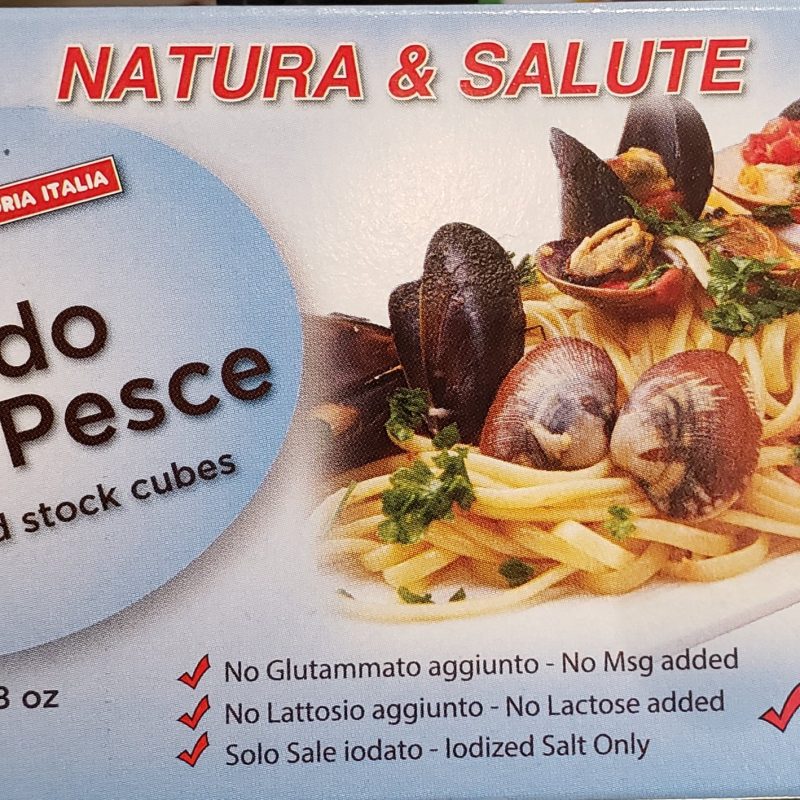 NATURA & SALUTE
RIA ITALIA
do
Pesce
d stock cubes
3 oz
No Glutammato aggiunto - No Msg added
No Lattosio aggiunto - No Lactose added
Solo Sale iodato - Iodized Salt Only